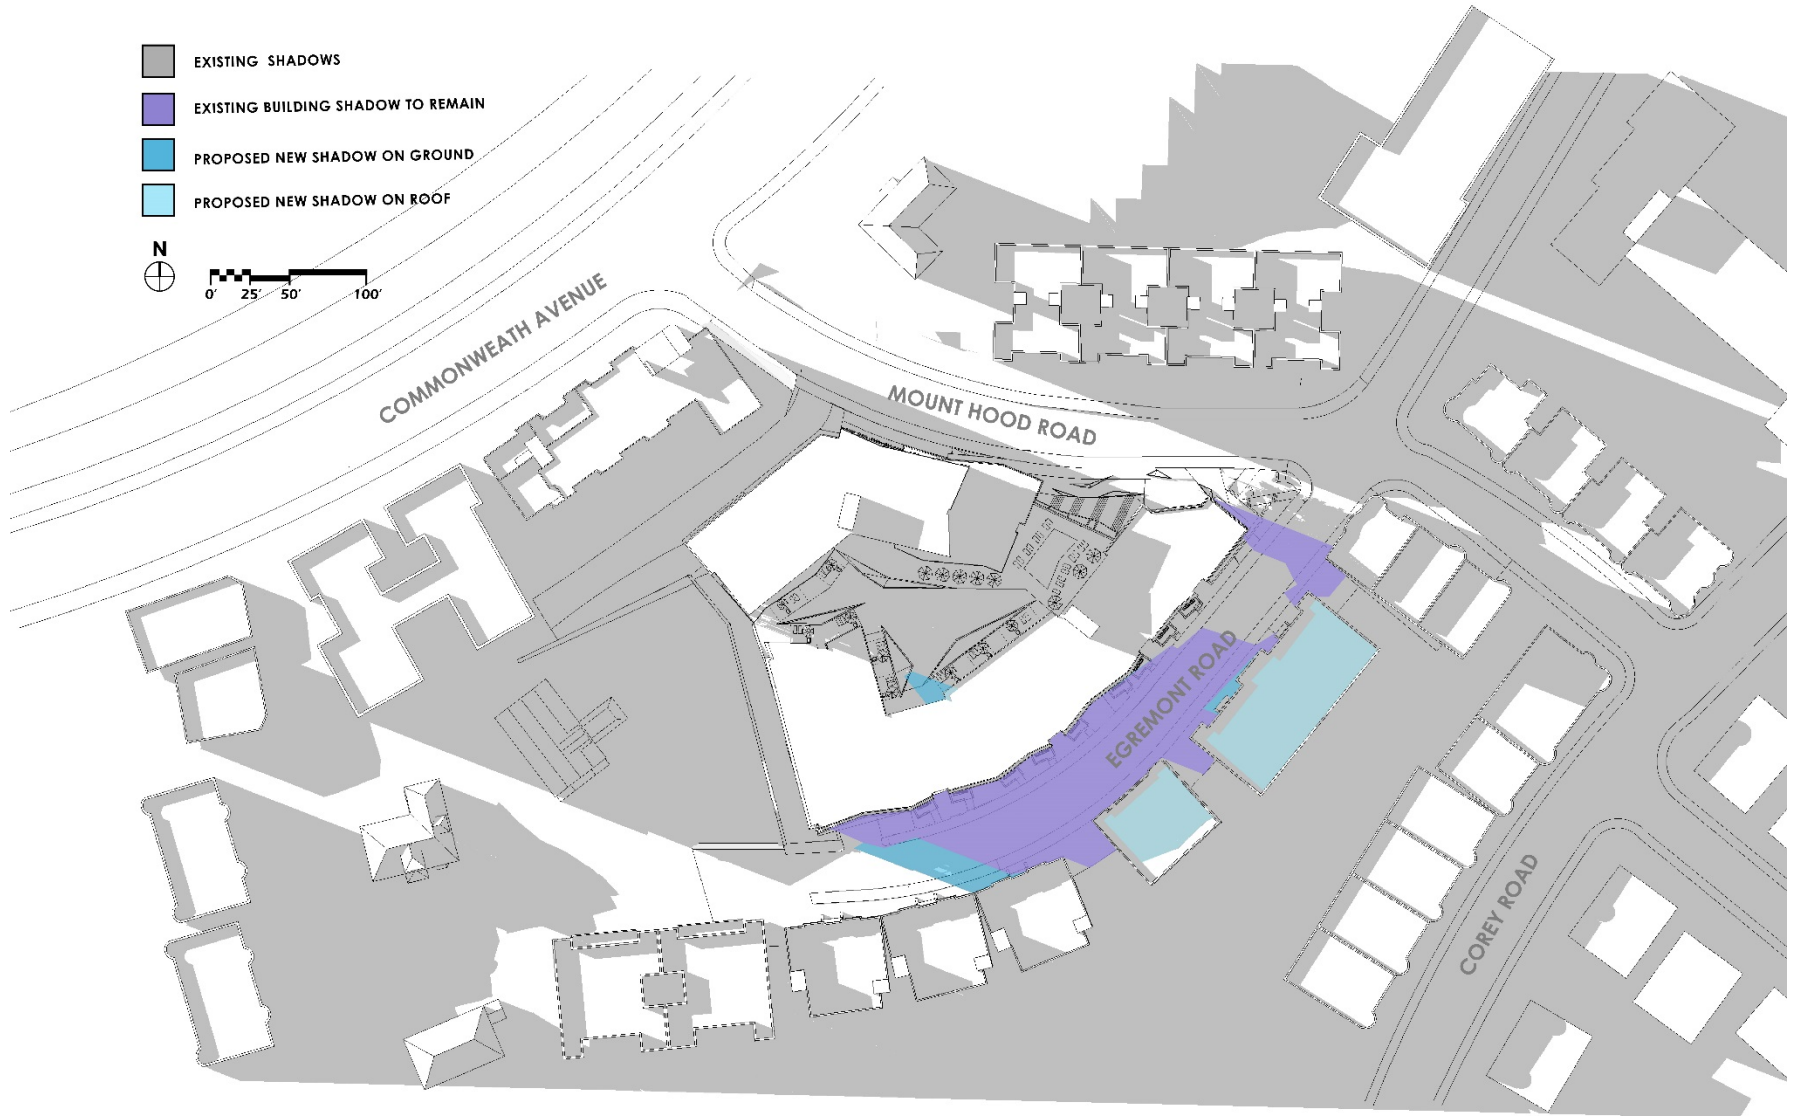 EXISTING SHADOWS
EXISTING BUILDING SHADOW TO REMAIN
PROPOSED NEW SHADOW ON GROUND
PROPOSED NEW SHADOW ON ROOF
N
0' 25' 50' 100'
COMMONWEATH AVENUE
MOUNT HOOD ROAD
EGREMONT ROAD
COREY ROAD